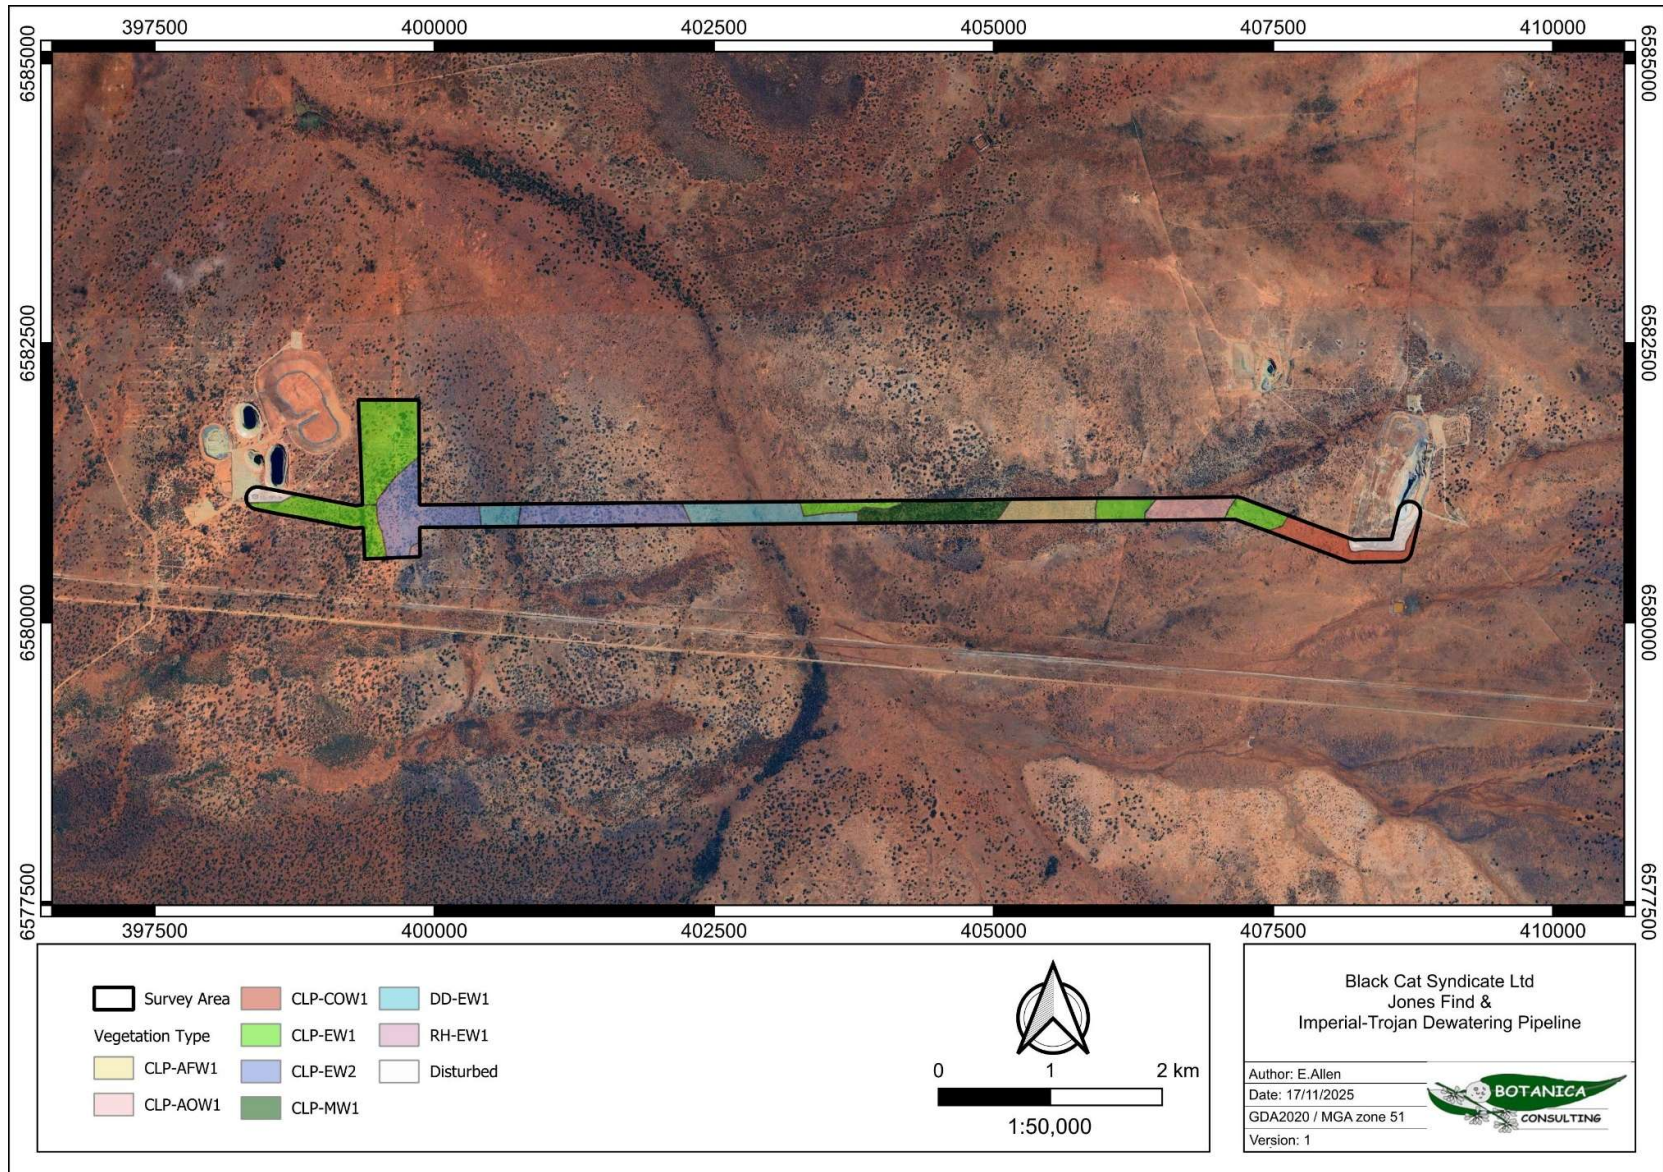 397500 400000 402500 405000 407500 410000
6585000 6585000
6582500 6582500
6580000 6580000
6577500 6577500
397500 400000 402500 405000 407500 410000
Survey Area
Vegetation Type
CLP-AFW1
CLP-AOW1
CLP-COW1
CLP-EW1
CLP-EW2
CLP-MW1
DD-EW1
RH-EW1
Disturbed
0 1 2 km
1:50,000
Black Cat Syndicate Ltd
Jones Find &
Imperial-Trojan Dewatering Pipeline
Author: E.Allen
Date: 17/11/2025
GDA2020 / MGA zone 51
Version: 1
BOTANICA
CONSULTING